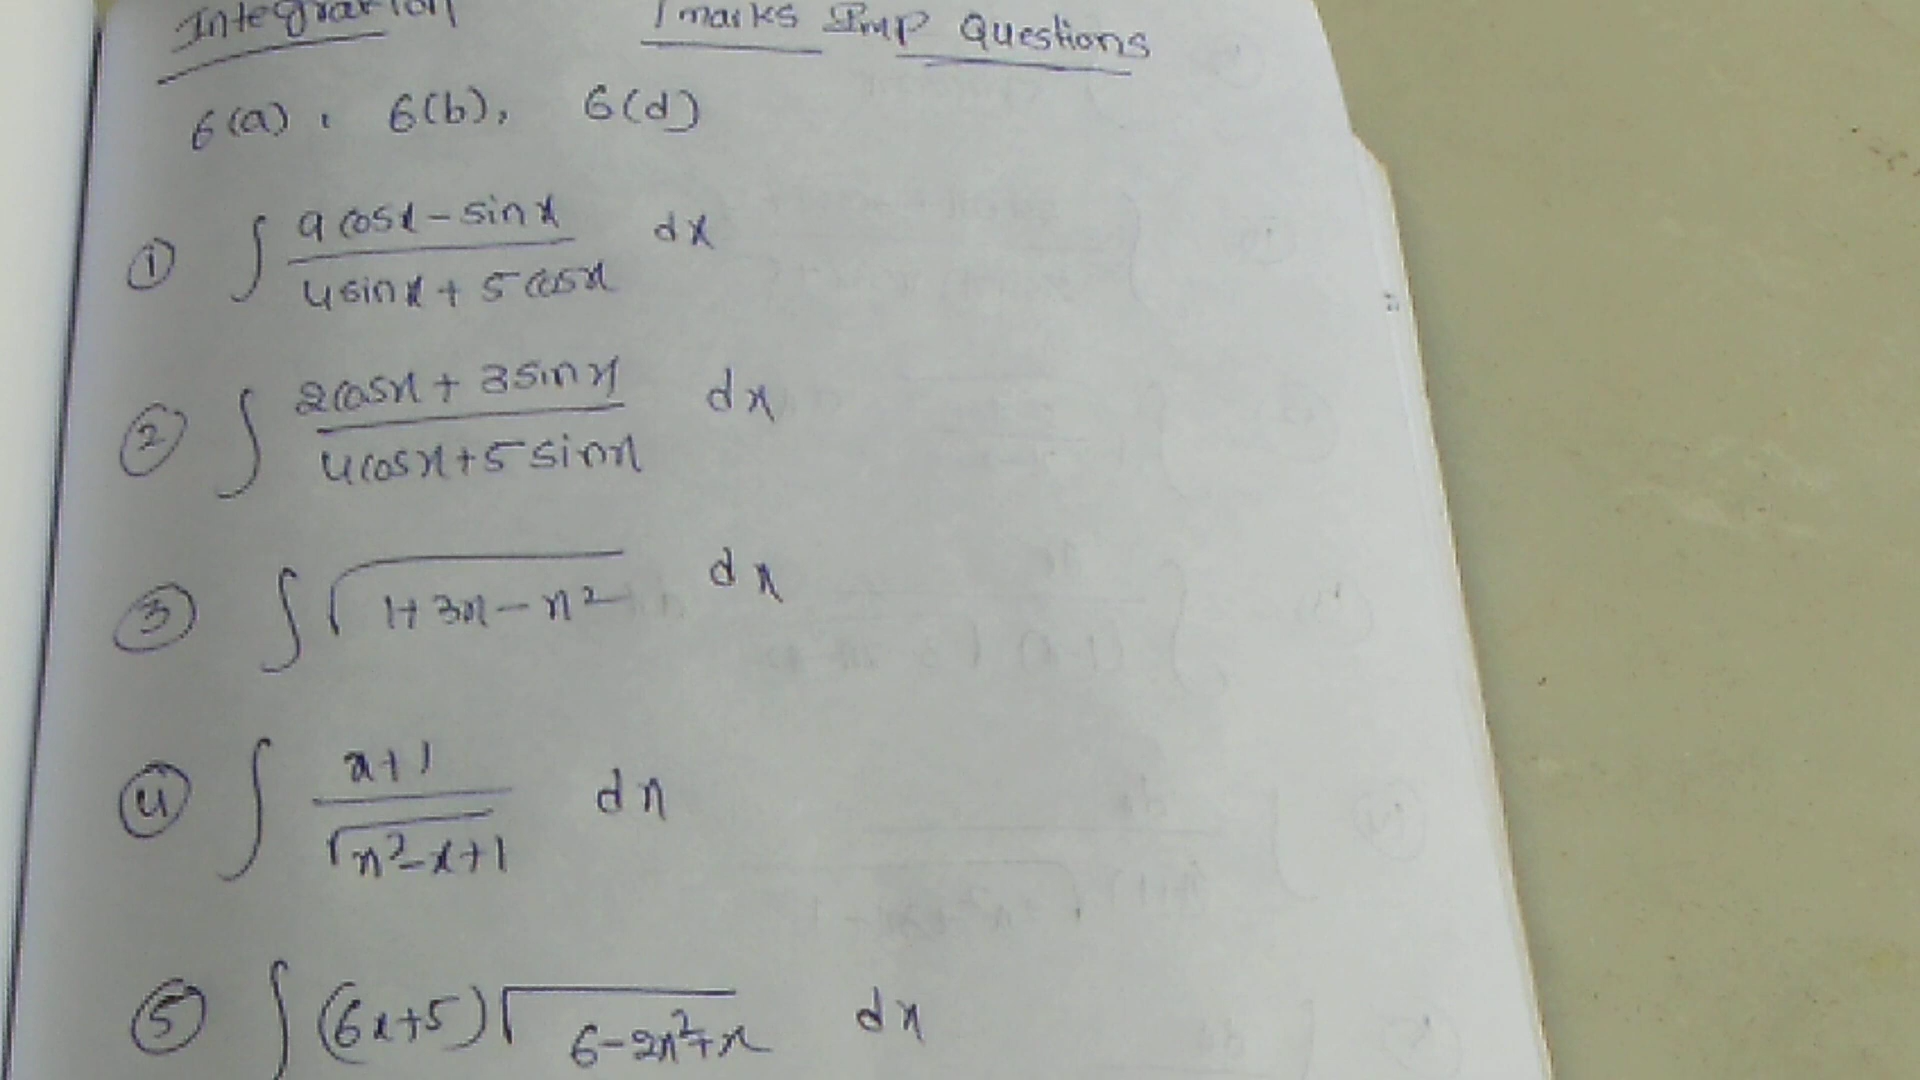 Integration 7 marks Imp Questions
6(a), 6(b), 6(d)
① ∫ (9cosx - sinx)/(4sinx + 5cosx) dx
② ∫ (2cosx + 3sinx)/(4cosx + 5sinx) dx
③ ∫ √(1+3x-x²) dx
④ ∫ (x+1)/√(x²-x+1) dx
⑤ ∫ (6x+5)√(6-2x²+x) dx